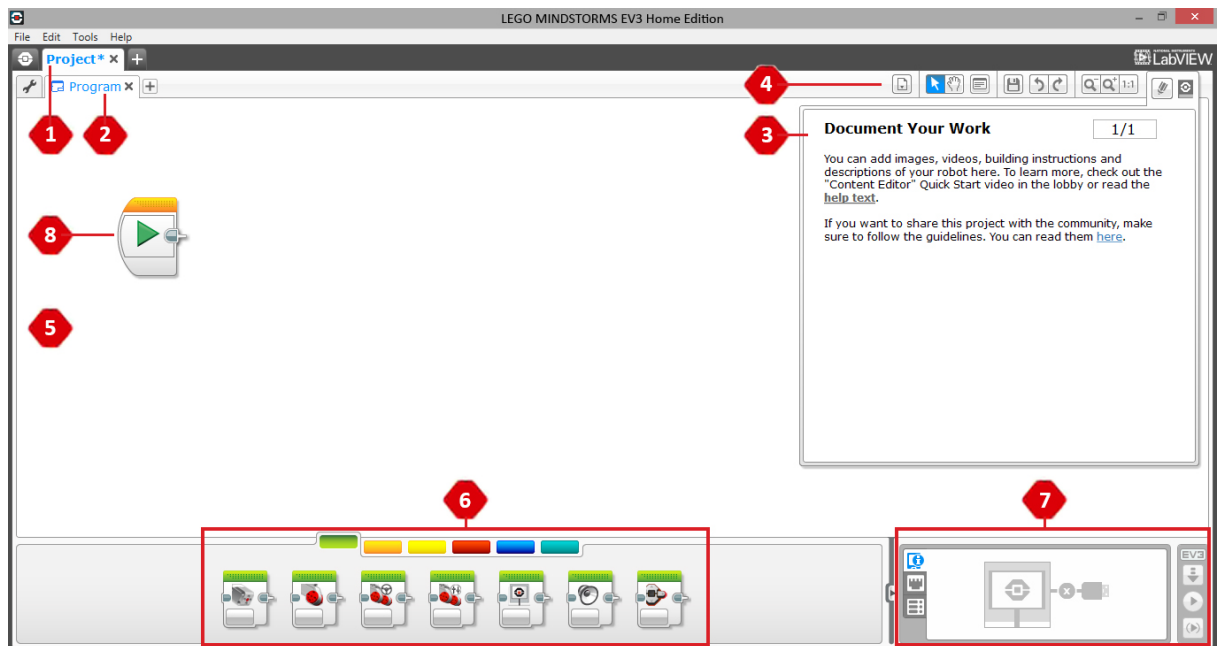 LEGO MINDSTORMS EV3 Home Edition
File Edit Tools Help
Project* +
NATIONAL INSTRUMENTS
LabVIEW
Program +
4
1:1
1
2
3
Document Your Work
1/1
You can add images, videos, building instructions and
descriptions of your robot here. To learn more, check out the
"Content Editor" Quick Start video in the lobby or read the
help text.
If you want to share this project with the community, make
sure to follow the guidelines. You can read them here.
8
5
6
7
EV3